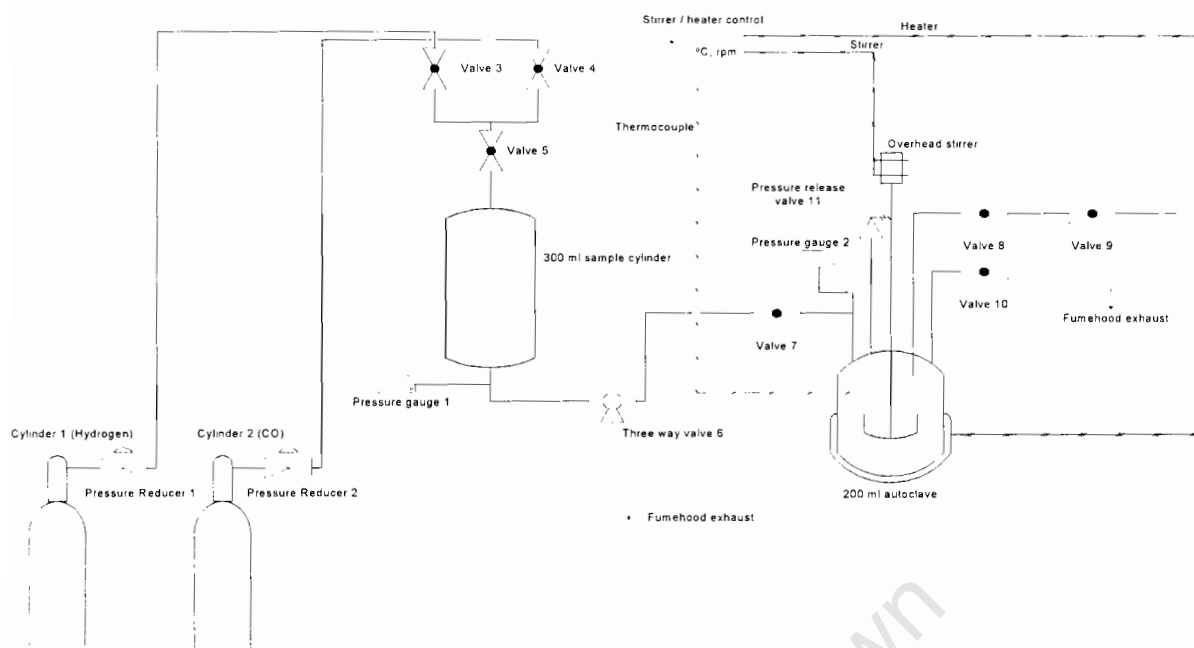 Stirrer / heater control
Heater
ºC, rpm
Stirrer
Valve 3
Valve 4
Thermocouple
Valve 5
Overhead stirrer
Pressure release
valve 11
Pressure gauge 2
Valve 8
Valve 9
300 ml sample cylinder
Valve 10
Fumehood exhaust
Valve 7
Pressure gauge 1
Three way valve 6
Cylinder 1 (Hydrogen)
Cylinder 2 (CO)
Pressure Reducer 1
Pressure Reducer 2
200 ml autoclave
Fumehood exhaust